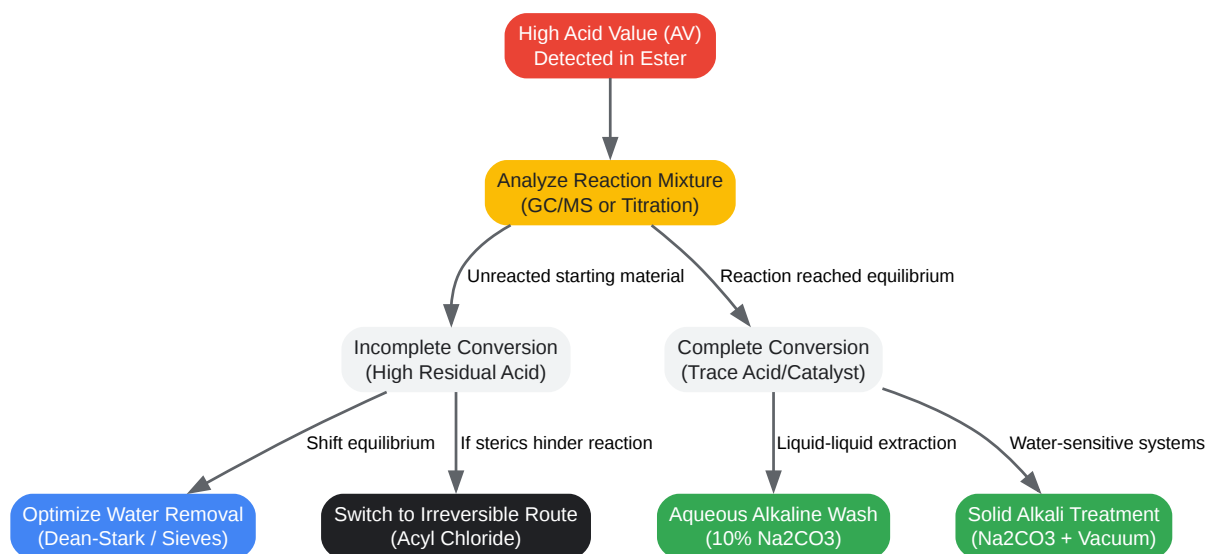 High Acid Value (AV)
Detected in Ester
Analyze Reaction Mixture
(GC/MS or Titration)
Unreacted starting material
Reaction reached equilibrium
Incomplete Conversion
(High Residual Acid)
Complete Conversion
(Trace Acid/Catalyst)
Shift equilibrium
If sterics hinder reaction
Liquid-liquid extraction
Water-sensitive systems
Optimize Water Removal
(Dean-Stark / Sieves)
Switch to Irreversible Route
(Acyl Chloride)
Aqueous Alkaline Wash
(10% Na2CO3)
Solid Alkali Treatment
(Na2CO3 + Vacuum)